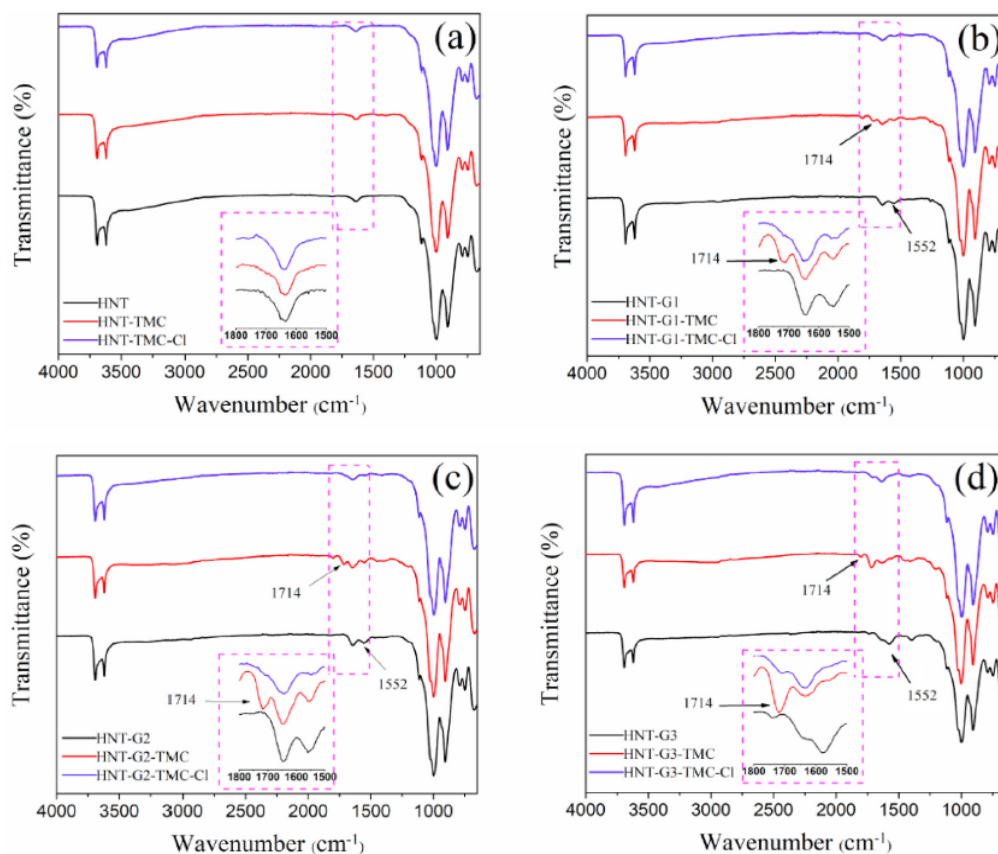 (a)
Transmittance (%)
HNT
HNT-TMC
HNT-TMC-Cl
1800 1700 1600 1500
4000 3500 3000 2500 2000 1500 1000
Wavenumber (cm⁻¹)
(b)
Transmittance (%)
1714
1552
1714
HNT-G1
HNT-G1-TMC
HNT-G1-TMC-Cl
1800 1700 1600 1500
4000 3500 3000 2500 2000 1500 1000
Wavenumber (cm⁻¹)
(c)
Transmittance (%)
1714
1552
1714
HNT-G2
HNT-G2-TMC
HNT-G2-TMC-Cl
1800 1700 1600 1500
4000 3500 3000 2500 2000 1500 1000
Wavenumber (cm⁻¹)
(d)
Transmittance (%)
1714
1552
1714
HNT-G3
HNT-G3-TMC
HNT-G3-TMC-Cl
1800 1700 1600 1500
4000 3500 3000 2500 2000 1500 1000
Wavenumber (cm⁻¹)